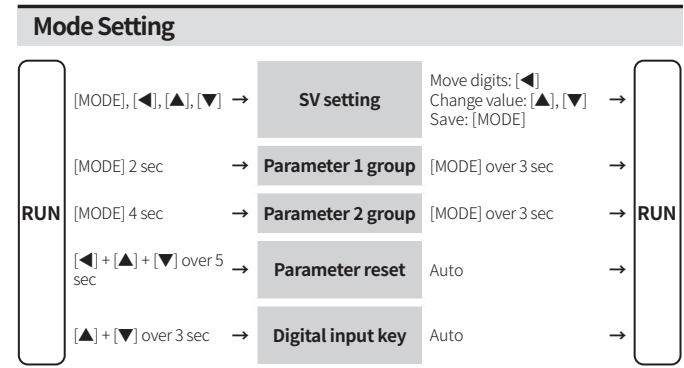 Mode Setting
[MODE], [◀], [▲], [▼] → SV setting Move digits: [◀]
Change value: [▲], [▼] →
Save: [MODE]
[MODE] 2 sec → Parameter 1 group [MODE] over 3 sec →
RUN [MODE] 4 sec → Parameter 2 group [MODE] over 3 sec → RUN
[◀] + [▲] + [▼] over 5
sec → Parameter reset Auto →
[▲] + [▼] over 3 sec → Digital input key Auto →